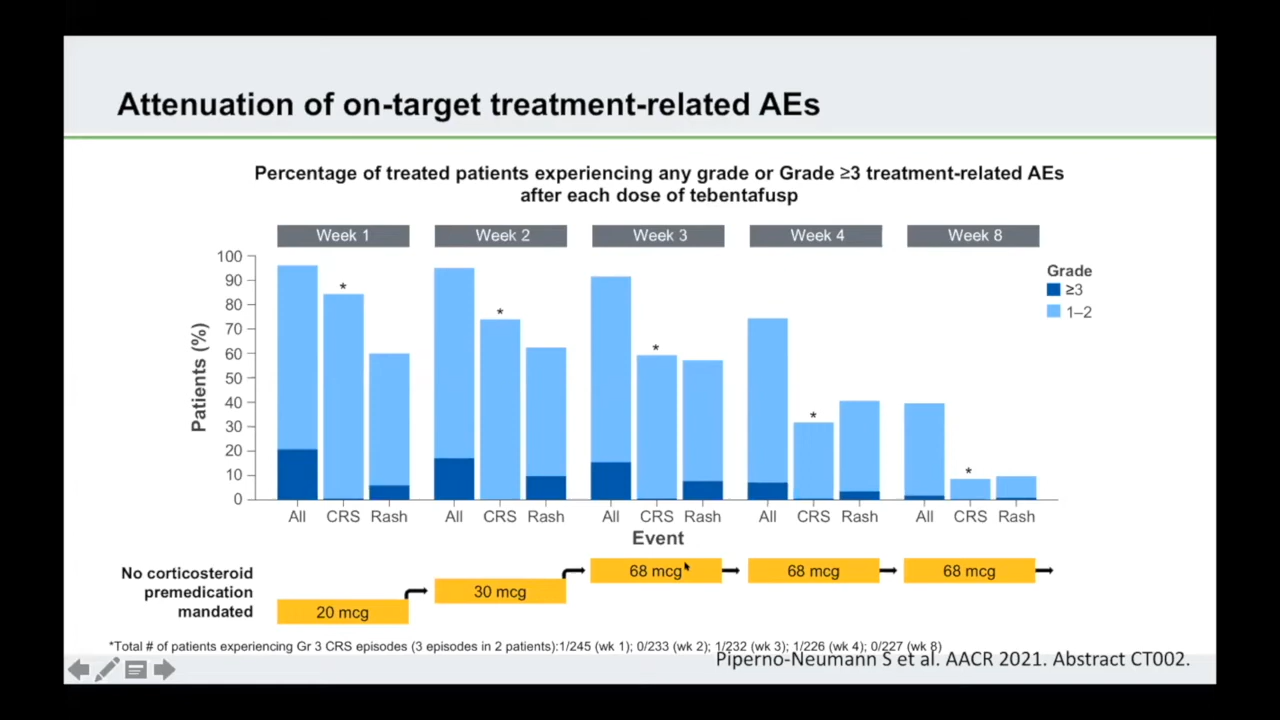 Attenuation of on-target treatment-related AEs
Percentage of treated patients experiencing any grade or Grade ≥3 treatment-related AEs
after each dose of tebentafusp
Week 1 Week 2 Week 3 Week 4 Week 8
Patients (%)
100
90
80
70
60
50
40
30
20
10
0
* * * * *
Grade
≥3
1–2
All CRS Rash All CRS Rash All CRS Rash All CRS Rash All CRS Rash
Event
No corticosteroid
premedication
mandated
20 mcg
30 mcg
68 mcg
68 mcg
68 mcg
*Total # of patients experiencing Gr 3 CRS episodes (3 episodes in 2 patients):1/245 (wk 1); 0/233 (wk 2); 1/232 (wk 3); 1/226 (wk 4); 0/227 (wk 8)
Piperno-Neumann S et al. AACR 2021. Abstract CT002.